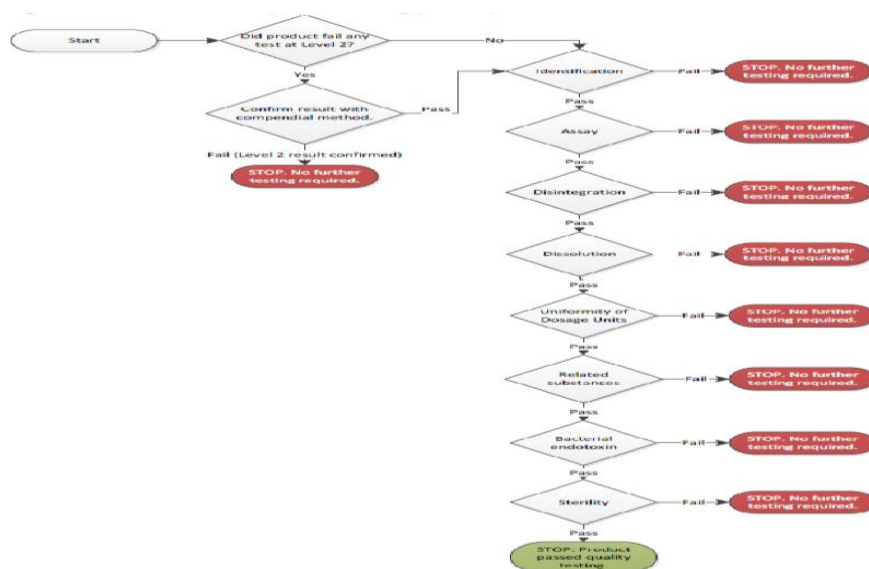 Start
Did product fail any
test at Level 2?
No
Yes
Confirm result with
compendial method.
Pass
Fail (Level 2 result confirmed)
STOP. No further
testing required.
Identification
Fail
STOP. No further
testing required.
Pass
Assay
Fail
STOP. No further
testing required.
Pass
Disintegration
Fail
STOP. No further
testing required.
Pass
Dissolution
Fail
STOP. No further
testing required.
Pass
Uniformity of
Dosage Units
Fail
STOP. No further
testing required.
Pass
Related
substances
Fail
STOP. No further
testing required.
Pass
Bacterial
endotoxin
Fail
STOP. No further
testing required.
Pass
Sterility
Fail
STOP. No further
testing required.
Pass
STOP. Product
passed quality
testing